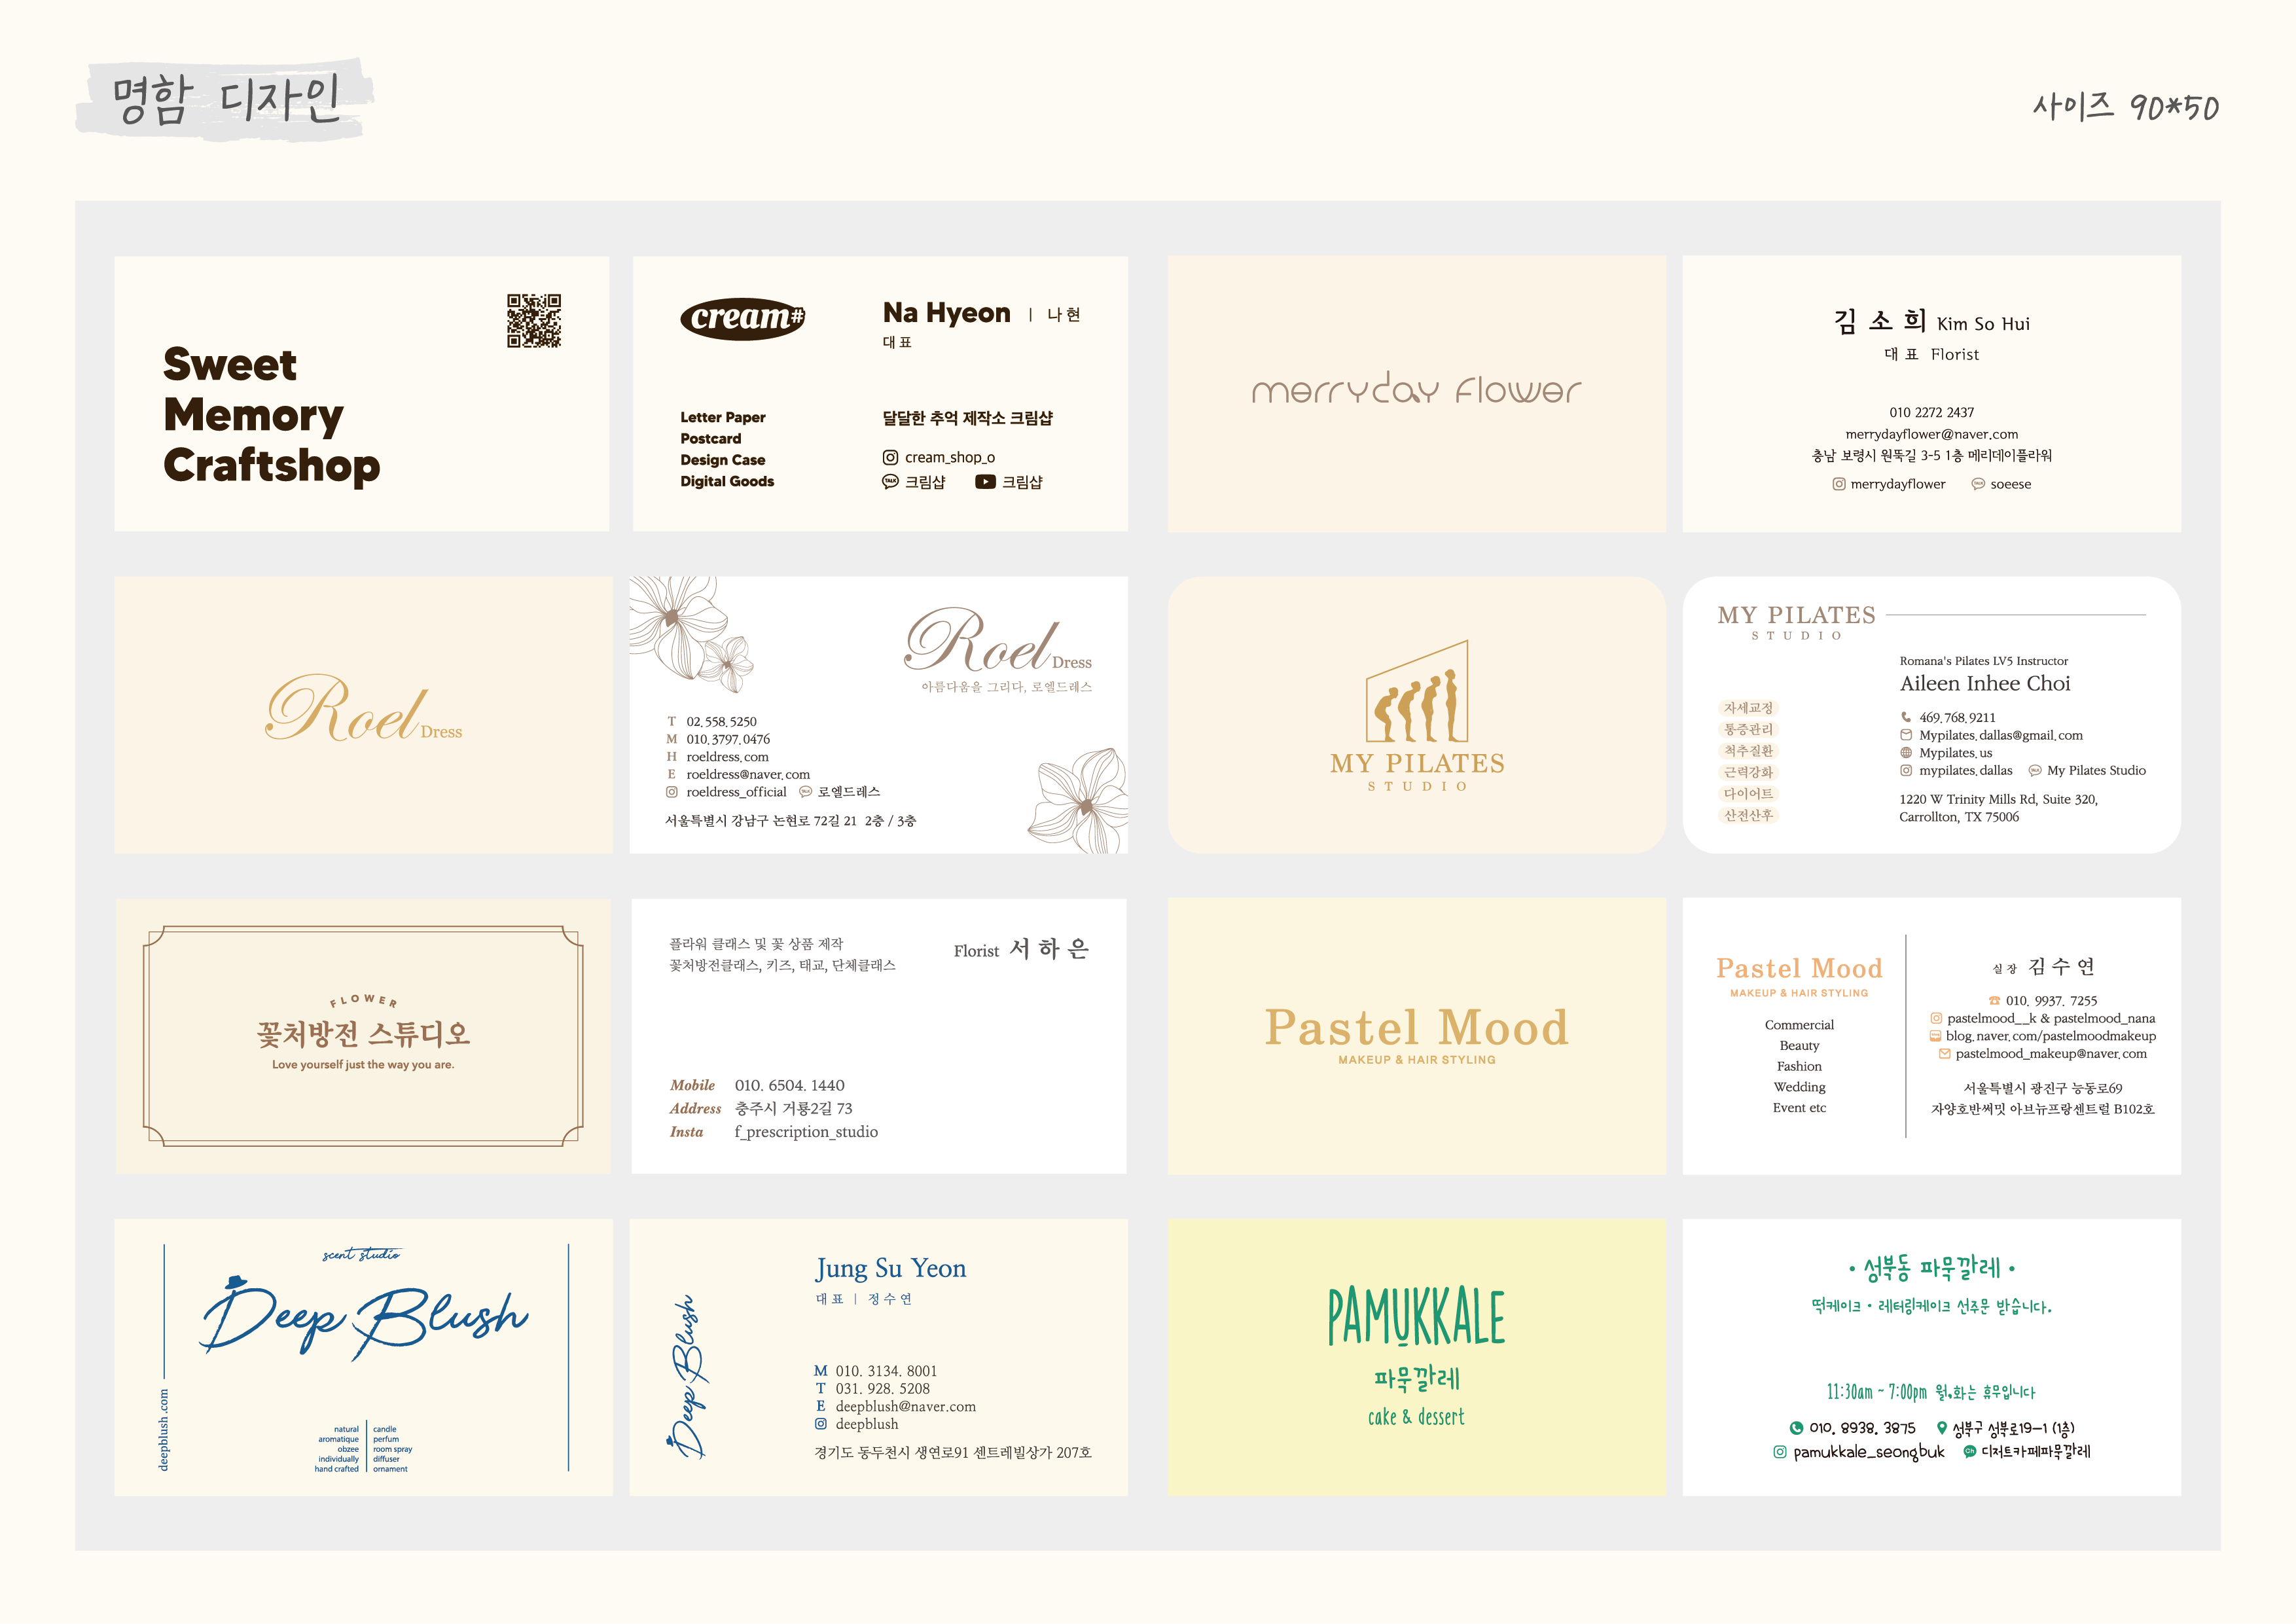 명함 디자인
사이즈 90*50
Sweet
Memory
Craftshop
cream#
Na Hyeon | 나현
대표
Letter Paper
Postcard
Design Case
Digital Goods
달달한 추억 제작소 크림샵
cream_shop_o
TALK 크림샵 크림샵
merryday flower
김소희 Kim So Hui
대표 Florist
010 2272 2437
merrydayflower@naver.com
충남 보령시 원뚝길 3-5 1층 메리데이플라워
merrydayflower TALK soeese
Roel Dress
Roel Dress
아름다움을 그리다, 로엘드레스
T 02.558.5250
M 010.3797.0476
H roeldress.com
E roeldress@naver.com
roeldress_official TALK 로엘드레스
서울특별시 강남구 논현로 72길 21 2층 / 3층
MY PILATES
STUDIO
MY PILATES
STUDIO
자세교정
통증관리
척추질환
근력강화
다이어트
산전산후
Romana's Pilates LV5 Instructor
Aileen Inhee Choi
469.768.9211
Mypilates.dallas@gmail.com
Mypilates.us
mypilates.dallas TALK My Pilates Studio
1220 W Trinity Mills Rd, Suite 320,
Carrollton, TX 75006
FLOWER
꽃처방전 스튜디오
Love yourself just the way you are.
플라워 클래스 및 꽃 상품 제작
꽃처방전클래스, 키즈, 태교, 단체클래스
Florist 서하은
Mobile 010. 6504. 1440
Address 충주시 거룡2길 73
Insta f_prescription_studio
Pastel Mood
MAKEUP & HAIR STYLING
Pastel Mood
MAKEUP & HAIR STYLING
Commercial
Beauty
Fashion
Wedding
Event etc
실장 김수연
010. 9937. 7255
pastelmood__k & pastelmood_nana
blog.naver.com/pastelmoodmakeup
pastelmood_makeup@naver.com
서울특별시 광진구 능동로69
자양호반써밋 아브뉴프랑센트럴 B102호
scent studio
Deep Blush
deepblush.com
natural
aromatique
obzee
individually
hand crafted
candle
perfum
room spray
diffuser
ornament
Deep Blush
Jung Su Yeon
대표 | 정수연
M 010. 3134. 8001
T 031. 928. 5208
E deepblush@naver.com
deepblush
경기도 동두천시 생연로91 센트레빌상가 207호
PAMUKKALE
파묵깔레
cake & dessert
• 성북동 파묵깔레 •
떡케이크 • 레터링케이크 선주문 받습니다.
11:30am ~ 7:00pm 월,화는 휴무입니다
010. 8938. 3875 성북구 성북로19-1 (1층)
pamukkale_seongbuk Ch 디저트카페파묵깔레